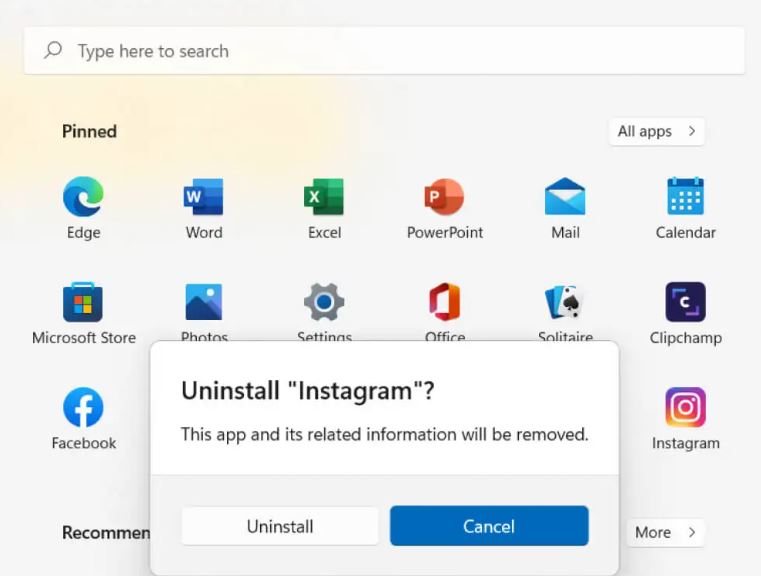 Type here to search
Pinned
All apps
Edge
Word
Excel
PowerPoint
Mail
Calendar
Microsoft Store
Photos
Settings
Office
Solitaire
Clipchamp
Facebook
Instagram
Uninstall "Instagram"?
This app and its related information will be removed.
Uninstall
Cancel
Recommen
More